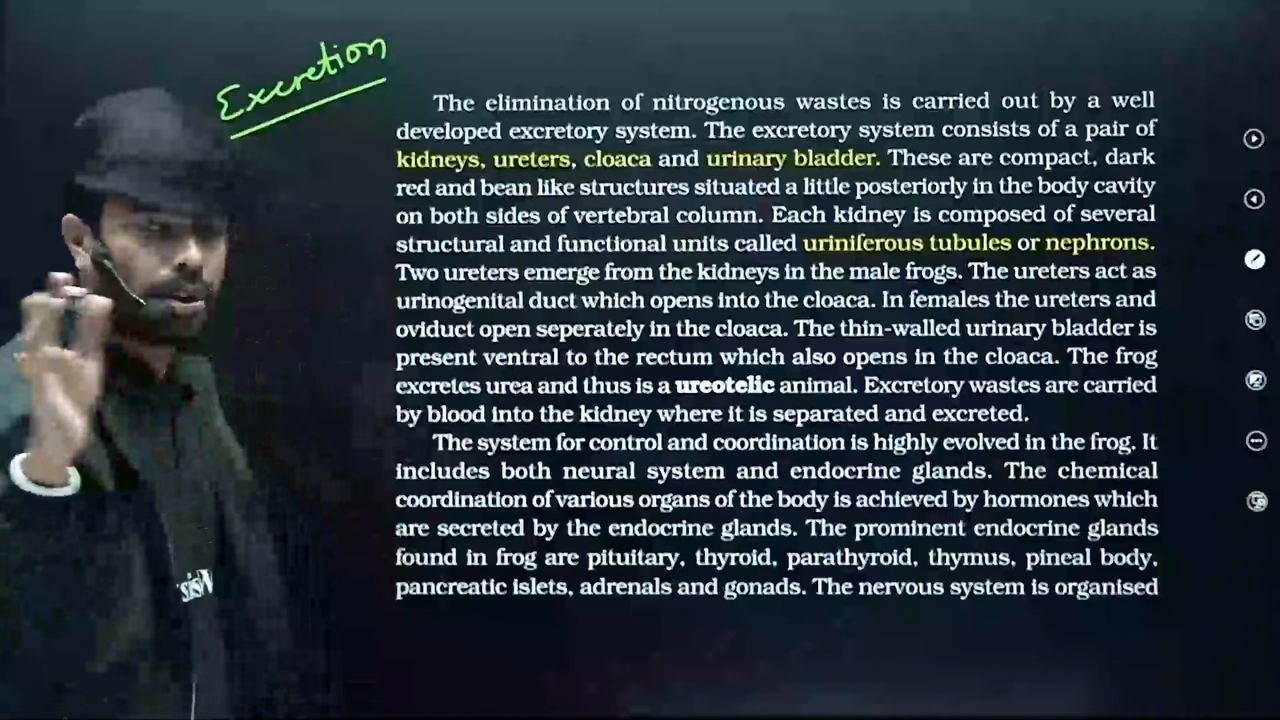 Excretion
The elimination of nitrogenous wastes is carried out by a well
developed excretory system. The excretory system consists of a pair of
kidneys, ureters, cloaca and urinary bladder. These are compact, dark
red and bean like structures situated a little posteriorly in the body cavity
on both sides of vertebral column. Each kidney is composed of several
structural and functional units called uriniferous tubules or nephrons.
Two ureters emerge from the kidneys in the male frogs. The ureters act as
urinogenital duct which opens into the cloaca. In females the ureters and
oviduct open seperately in the cloaca. The thin-walled urinary bladder is
present ventral to the rectum which also opens in the cloaca. The frog
excretes urea and thus is a ureotelic animal. Excretory wastes are carried
by blood into the kidney where it is separated and excreted.
The system for control and coordination is highly evolved in the frog. It
includes both neural system and endocrine glands. The chemical
coordination of various organs of the body is achieved by hormones which
are secreted by the endocrine glands. The prominent endocrine glands
found in frog are pituitary, thyroid, parathyroid, thymus, pineal body,
pancreatic islets, adrenals and gonads. The nervous system is organised